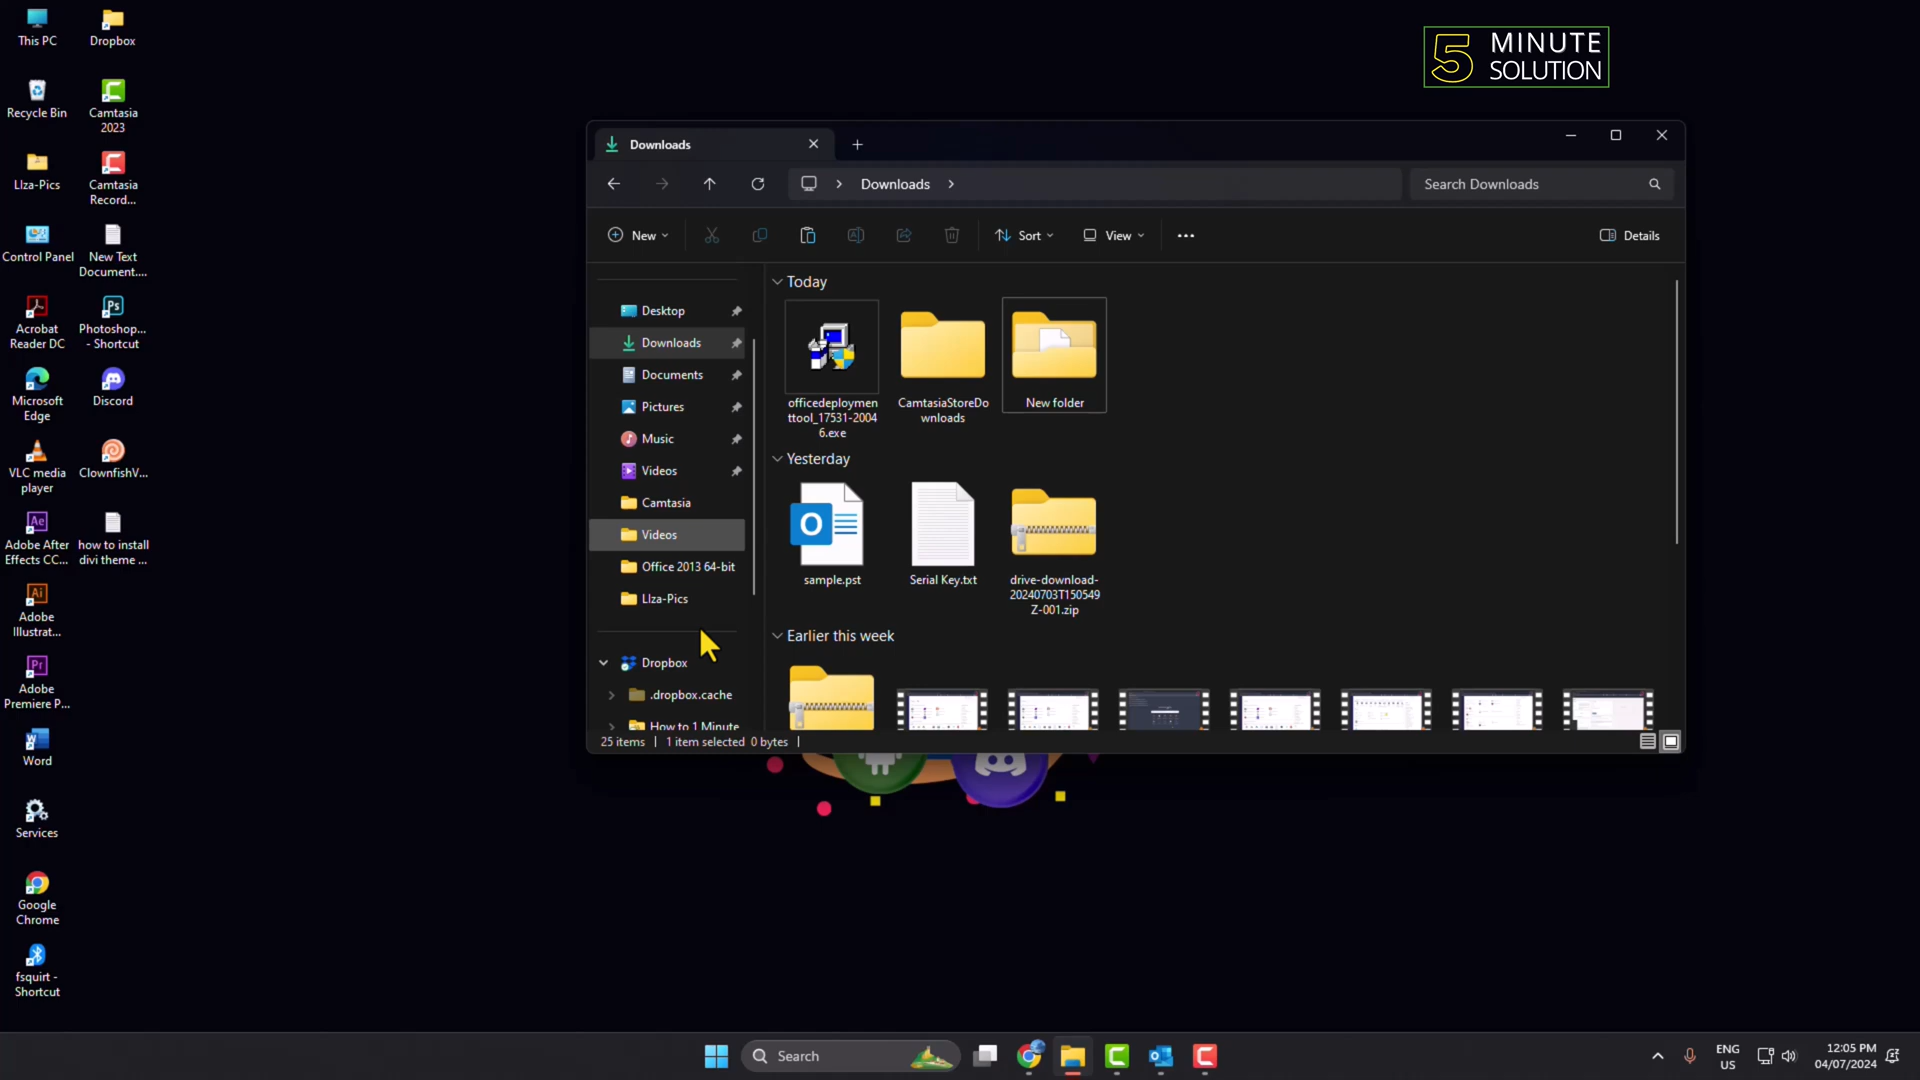 This PC
Dropbox
Recycle Bin
Camtasia
2023
LIza-Pics
Camtasia
Record...
Control Panel
New Text
Document....
Acrobat
Reader DC
Photoshop...
- Shortcut
Microsoft
Edge
Discord
VLC media
player
ClownfishV...
Adobe After
Effects CC...
how to install
divi theme ...
Adobe
Illustrat...
Adobe
Premiere P...
Word
Services
Google
Chrome
fsquirt -
Shortcut
5 MINUTE
SOLUTION
Downloads
Downloads
Search Downloads
New
Sort
View
Details
Desktop
Downloads
Documents
Pictures
Music
Videos
Camtasia
Videos
Office 2013 64-bit
LIza-Pics
Dropbox
.dropbox.cache
How to 1 Minute
Today
officedeploymen
ttool_17531-2004
6.exe
CamtasiaStoreDo
wnloads
New folder
Yesterday
sample.pst
Serial Key.txt
drive-download-
20240703T150549
Z-001.zip
Earlier this week
25 items
1 item selected 0 bytes
Search
ENG
US
12:05 PM
04/07/2024